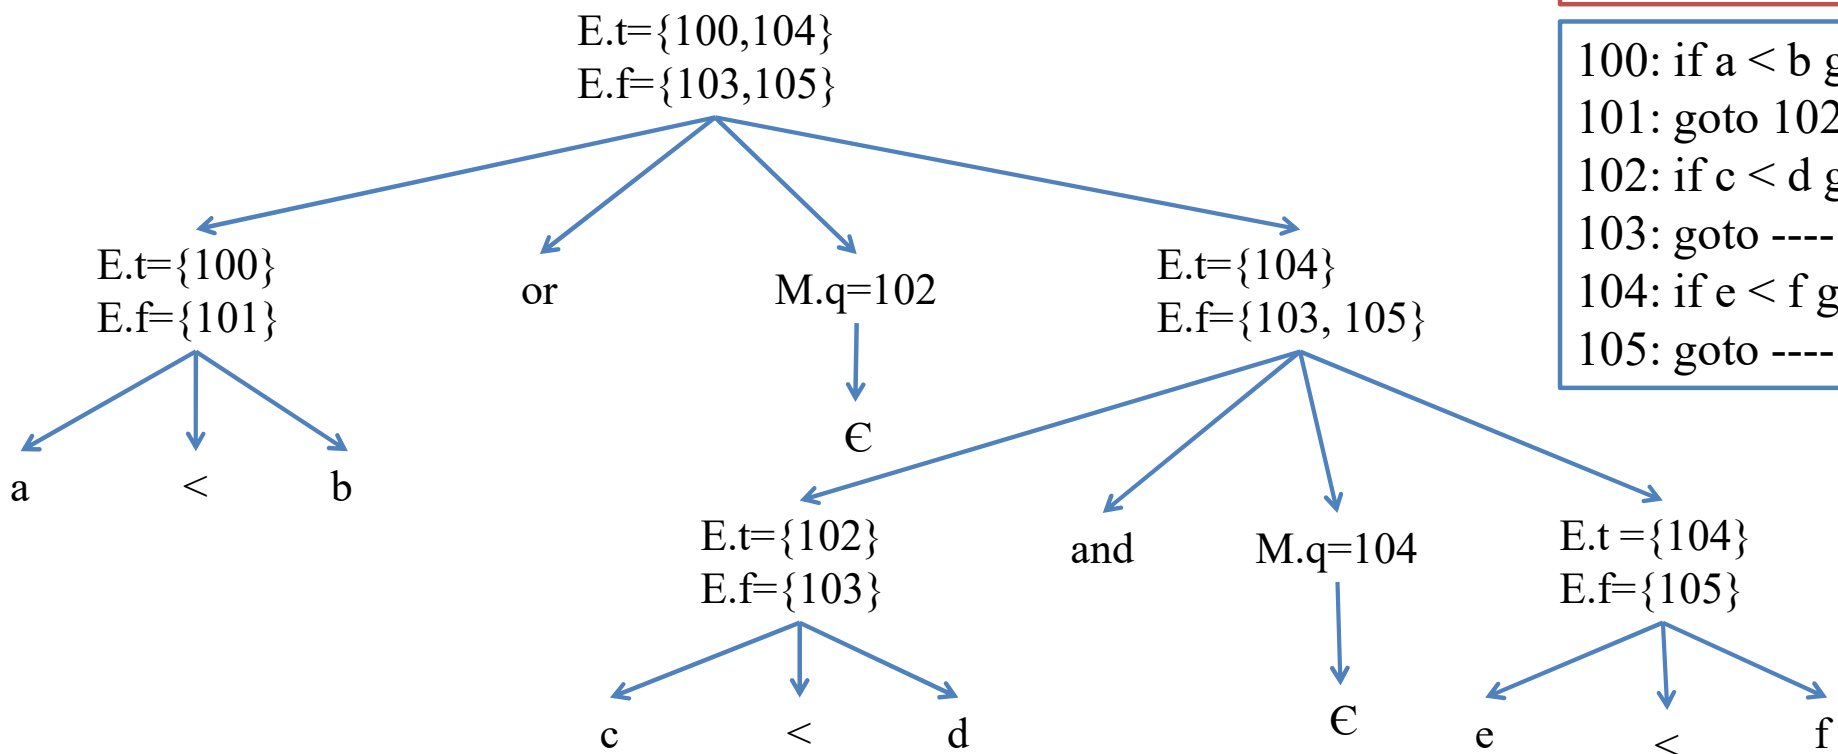 E.t={100,104}
E.f={103,105}
100: if a < b g
101: goto 102
102: if c < d g
103: goto ----
104: if e < f g
105: goto ----
E.t={100}
E.f={101}
or
M.q=102
E.t={104}
E.f={103, 105}
Є
a < b
E.t={102}
E.f={103}
and
M.q=104
E.t ={104}
E.f={105}
c < d
Є
e < f